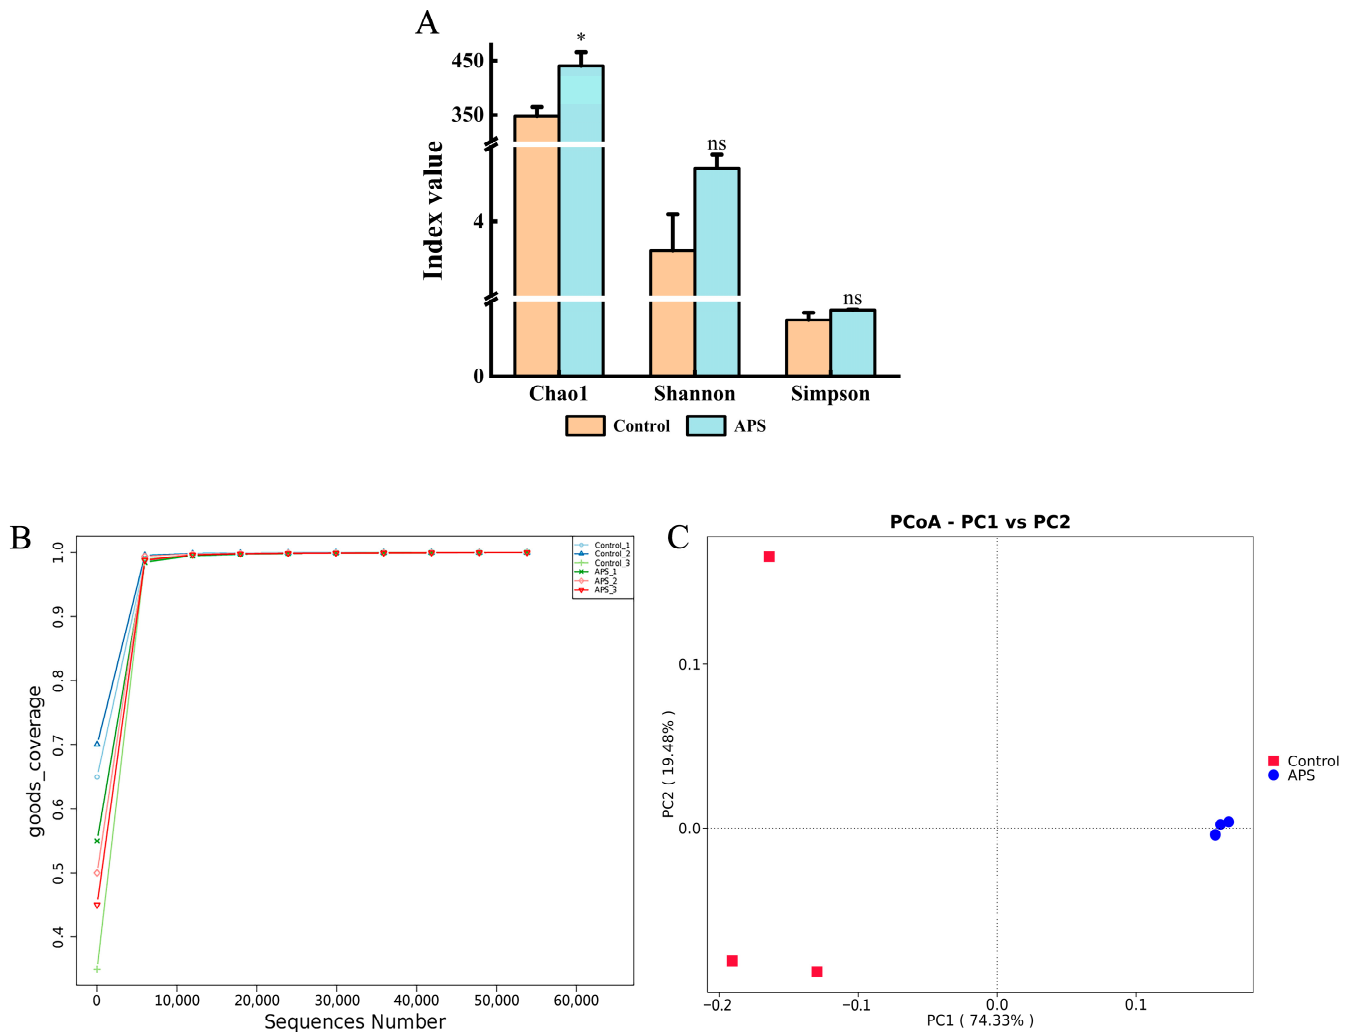 A
*
450
350
ns
Index value
4
ns
0
Chao1 Shannon Simpson
Control APS
B
1.0
0.9
0.8
0.7
0.6
0.5
0.4
goods_coverage
Control_1
Control_2
Control_3
APS_1
APS_2
APS_3
0 10,000 20,000 30,000 40,000 50,000 60,000
Sequences Number
C
PCoA - PC1 vs PC2
0.1
0.0
PC2 ( 19.48% )
Control
APS
−0.2 −0.1 0.0 0.1
PC1 ( 74.33% )